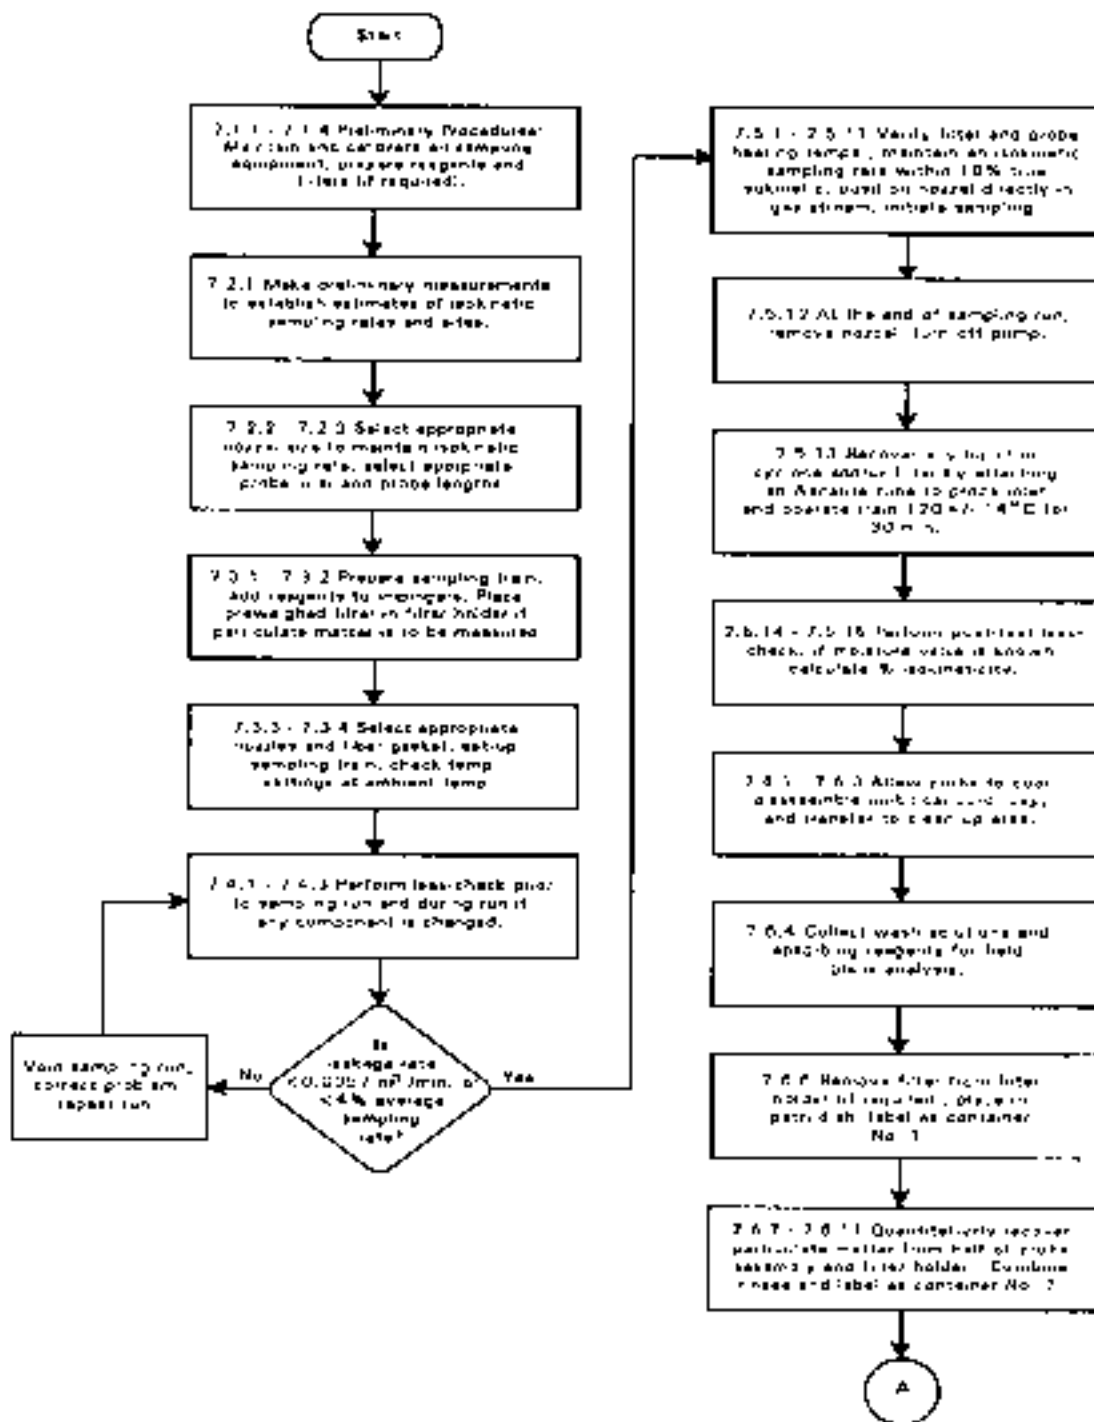 Start
7.1.1 - 7.1.4 Preliminary Procedures:
Maintain and calibrate all sampling
equipment, prepare reagents and
filters (if required).
7.2.1 Make preliminary measurements
to establish estimates of isokinetic
sampling rates and sites.
7.2.2 - 7.2.3 Select appropriate
nozzle size to maintain isokinetic
sampling rate, select
probe liner and probe lengths
7.3.1 - 7.3.2 Prepare sampling train,
add reagents to impingers. Place
preweighed filter in filter holder if
particulate matter is to be measured
7.3.3 - 7.3.4 Select appropriate
nozzles and gasket, set-up
sampling train, check temp
settings at ambient temp
7.4.1 - 7.4.3 Perform leak-check prior
to sampling run and during run if
any component is changed.
Is
leakage rate
m³/min. or
<4% average
sampling
rate?
No
Yes
Void sampling run,
correct problem
repeat run
7.5.1 - 7.5.11 Verify filter and probe
heating temps., maintain an isokinetic
sampling rate within 10% true
isokinetic, position nozzle directly in
gas stream, initiate sampling
7.5.12 At the end of sampling run,
remove nozzle, turn off pump.
7.5.13 Recover any in
cyclone and/or filter by attaching
an Ascarite tube to probe inlet
and operate train 120 +/- 14°C for
30 min.
7.5.14 - 7.5.16 Perform post-test leak-
check, if moisture value is known
calculate % isokineticity.
7.6.1 - 7.6.3 Allow probe to cool
disassemble
and transfer to clean up area.
7.6.4 Collect wash solutions and
absorbing reagents for field
blank analysis.
7.6.6 Remove filter from filter
holder (if required), place in
petri dish, label as container
No. 1
7.6.7 - 7.6.11 Quantitatively recover
particulate matter from half of probe
assembly and filter holder. Combine
rinses and label as container No. 2
A